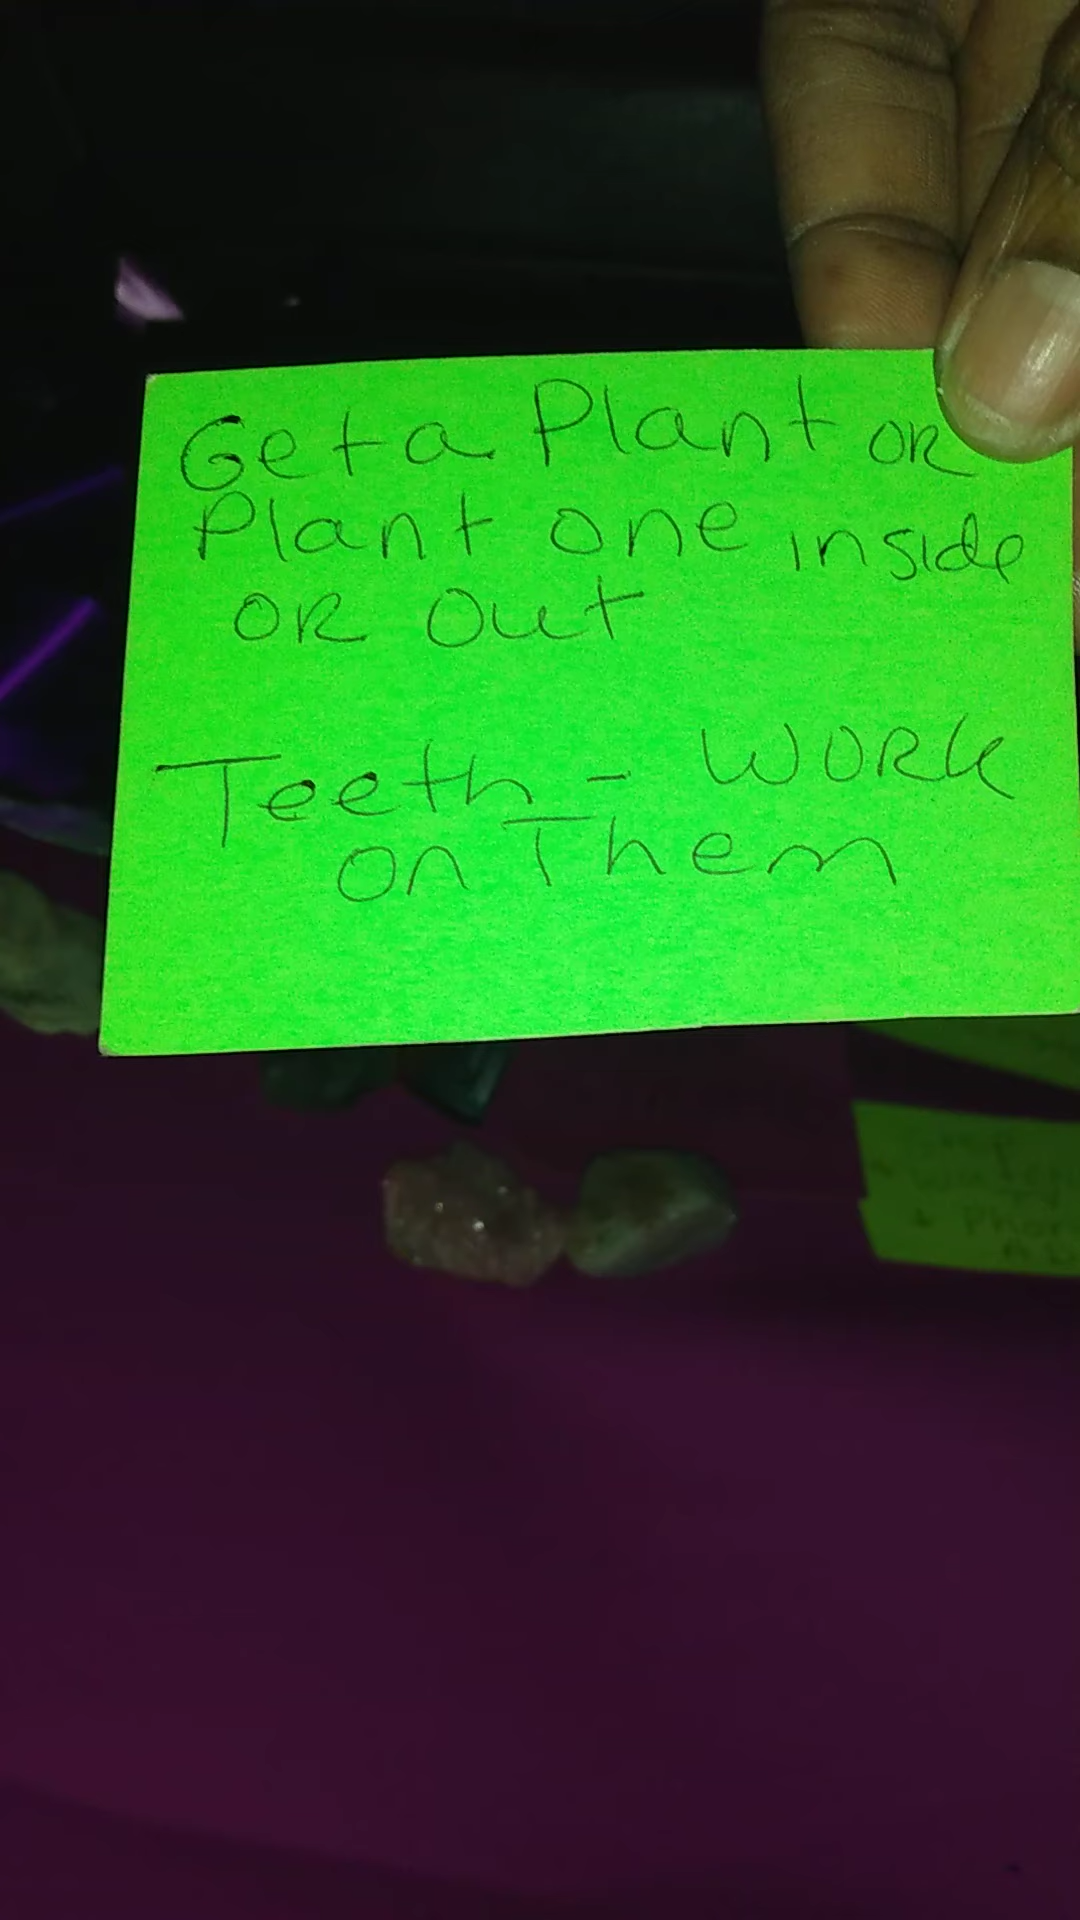 Get a Plant OR
Plant one inside
OR Out
Teeth - WORK
on Them